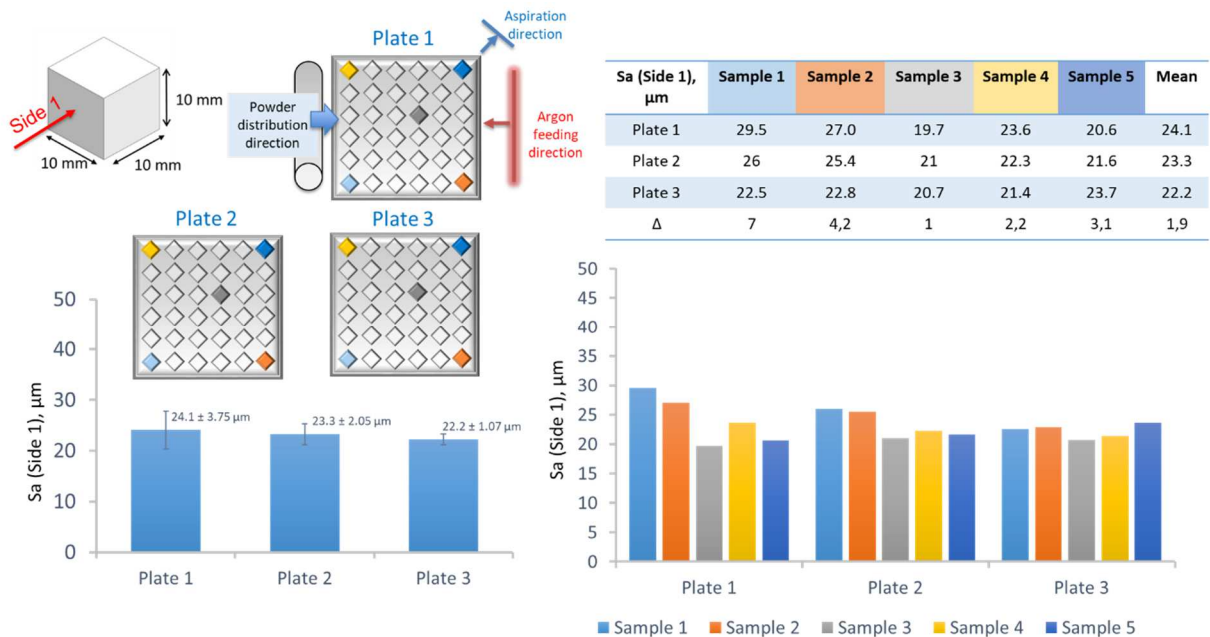 Side 1
10 mm
10 mm
10 mm
Plate 1
Aspiration
direction
Powder
distribution
direction
Argon
feeding
direction
Plate 2
Plate 3
Sa (Side 1),
µm
Sample 1
Sample 2
Sample 3
Sample 4
Sample 5
Mean
Plate 1 29.5 27.0 19.7 23.6 20.6 24.1
Plate 2 26 25.4 21 22.3 21.6 23.3
Plate 3 22.5 22.8 20.7 21.4 23.7 22.2
Δ 7 4,2 1 2,2 3,1 1,9
Sa (Side 1), µm
50
40
30
20
10
0
24.1 ± 3.75 µm
23.3 ± 2.05 µm
22.2 ± 1.07 µm
Plate 1 Plate 2 Plate 3
Sa (Side 1), µm
50
45
40
35
30
25
20
15
10
5
0
Plate 1 Plate 2 Plate 3
Sample 1 Sample 2 Sample 3 Sample 4 Sample 5